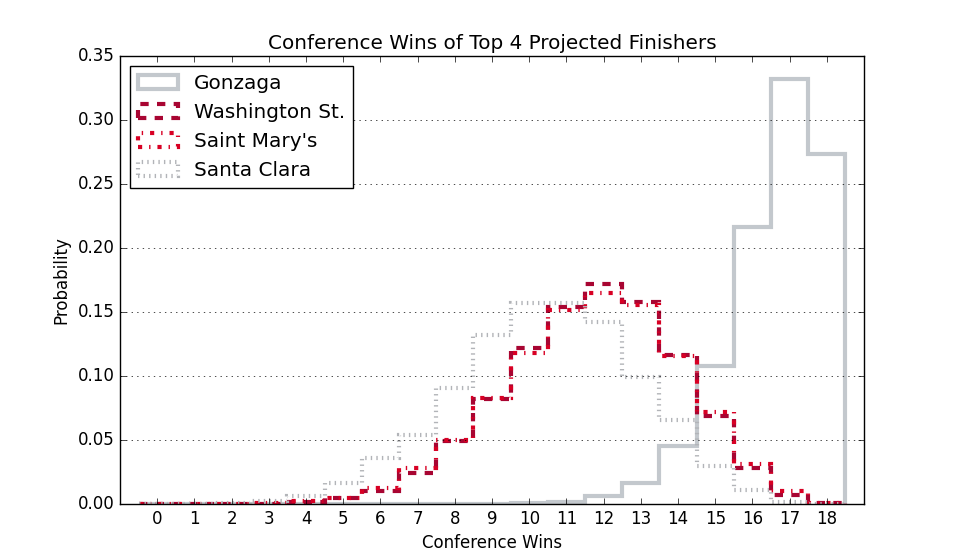 Conference Wins of Top 4 Projected Finishers
0.35
0.30
0.25
0.20
0.15
0.10
0.05
0.00
Probability
Gonzaga
Washington St.
Saint Mary's
Santa Clara
0 1 2 3 4 5 6 7 8 9 10 11 12 13 14 15 16 17 18
Conference Wins